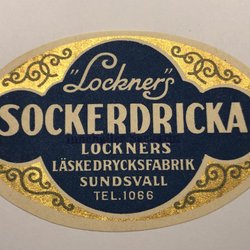 "Lockner's"
SOCKERDRICKA
LOCKNERS
LÄSKEDRYCKSFABRIK
SUNDSVALL
TEL.1066